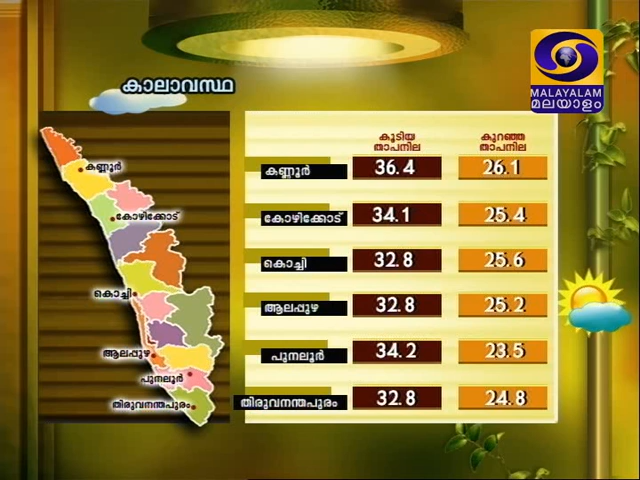 കാലാവസ്ഥ
MALAYALAM
മലയാളം
കൂടിയ താപനില
കുറഞ്ഞ താപനില
കണ്ണൂർ 36.4 26.1
കോഴിക്കോട് 34.1 25.4
കൊച്ചി 32.8 25.6
ആലപ്പുഴ 32.8 25.2
പുനലൂർ 34.2 23.5
തിരുവനന്തപുരം 32.8 24.8
കണ്ണൂർ
കോഴിക്കോട്
കൊച്ചി
ആലപ്പുഴ
പുനലൂർ
തിരുവനന്തപുരം